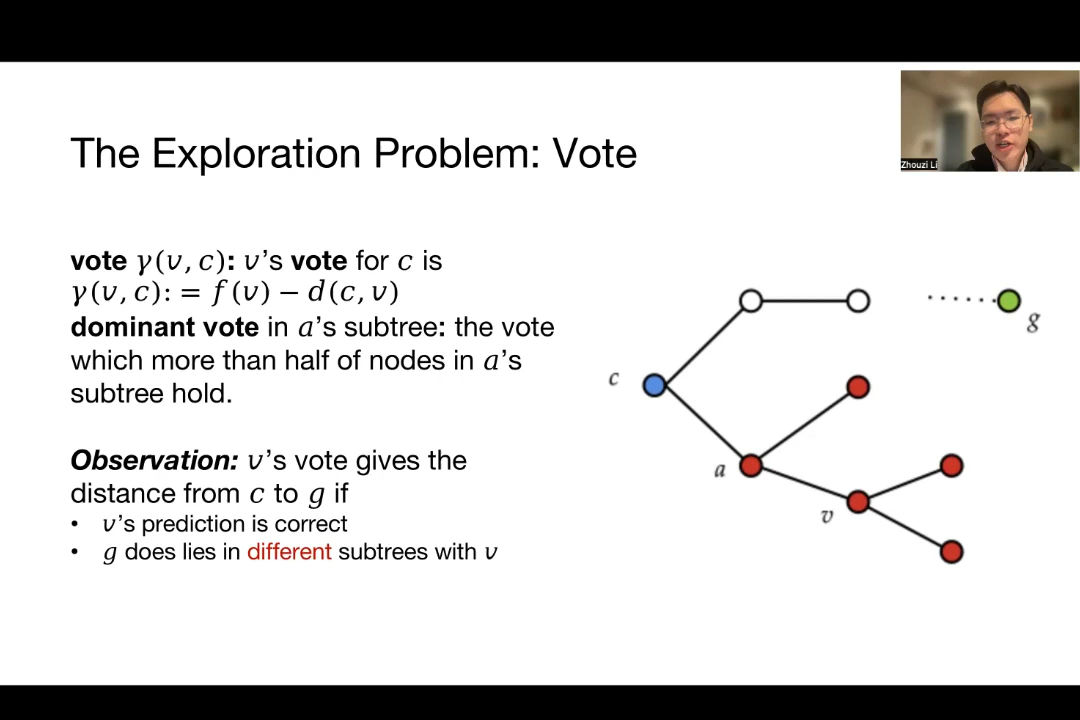 The Exploration Problem: Vote
Zhouzi Li
vote γ(v, c): v's vote for c is
γ(v, c): = f(v) − d(c, v)
dominant vote in a's subtree: the vote
which more than half of nodes in a's
subtree hold.
Observation: v's vote gives the
distance from c to g if
• v's prediction is correct
• g does lies in different subtrees with v
g
c
a
v